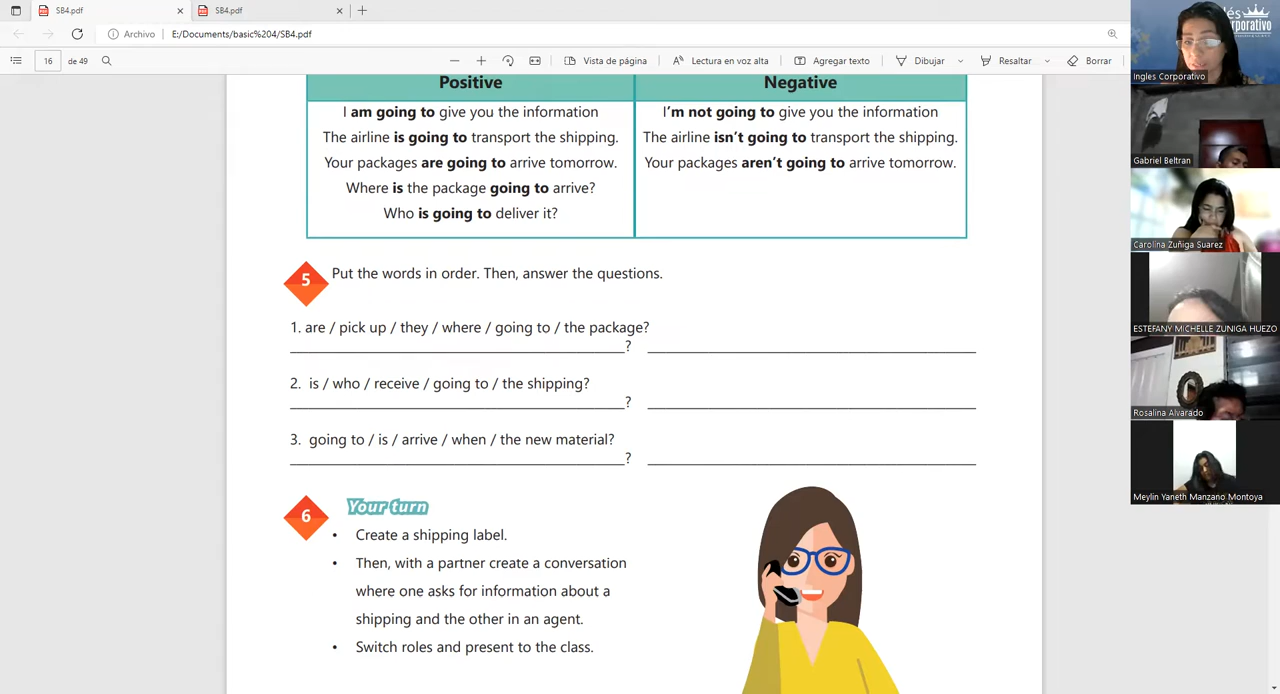 SB4.pdf
SB4.pdf
Archivo
E:/Documents/basic%204/SB4.pdf
16
de 49
Vista de página
Lectura en voz alta
Agregar texto
Dibujar
Resaltar
Borrar
Positive
Negative
I am going to give you the information
The airline is going to transport the shipping.
Your packages are going to arrive tomorrow.
Where is the package going to arrive?
Who is going to deliver it?
I'm not going to give you the information
The airline isn't going to transport the shipping.
Your packages aren't going to arrive tomorrow.
5
Put the words in order. Then, answer the questions.
1. are / pick up / they / where / going to / the package?
?
2. is / who / receive / going to / the shipping?
?
3. going to / is / arrive / when / the new material?
?
6
Your turn
• Create a shipping label.
• Then, with a partner create a conversation
where one asks for information about a
shipping and the other in an agent.
• Switch roles and present to the class.
Ingles Corporativo
Gabriel Beltran
Carolina Zuñiga Suarez
ESTEFANY MICHELLE ZUNIGA HUEZO
Rosalina Alvarado
Meylin Yaneth Manzano Montoya